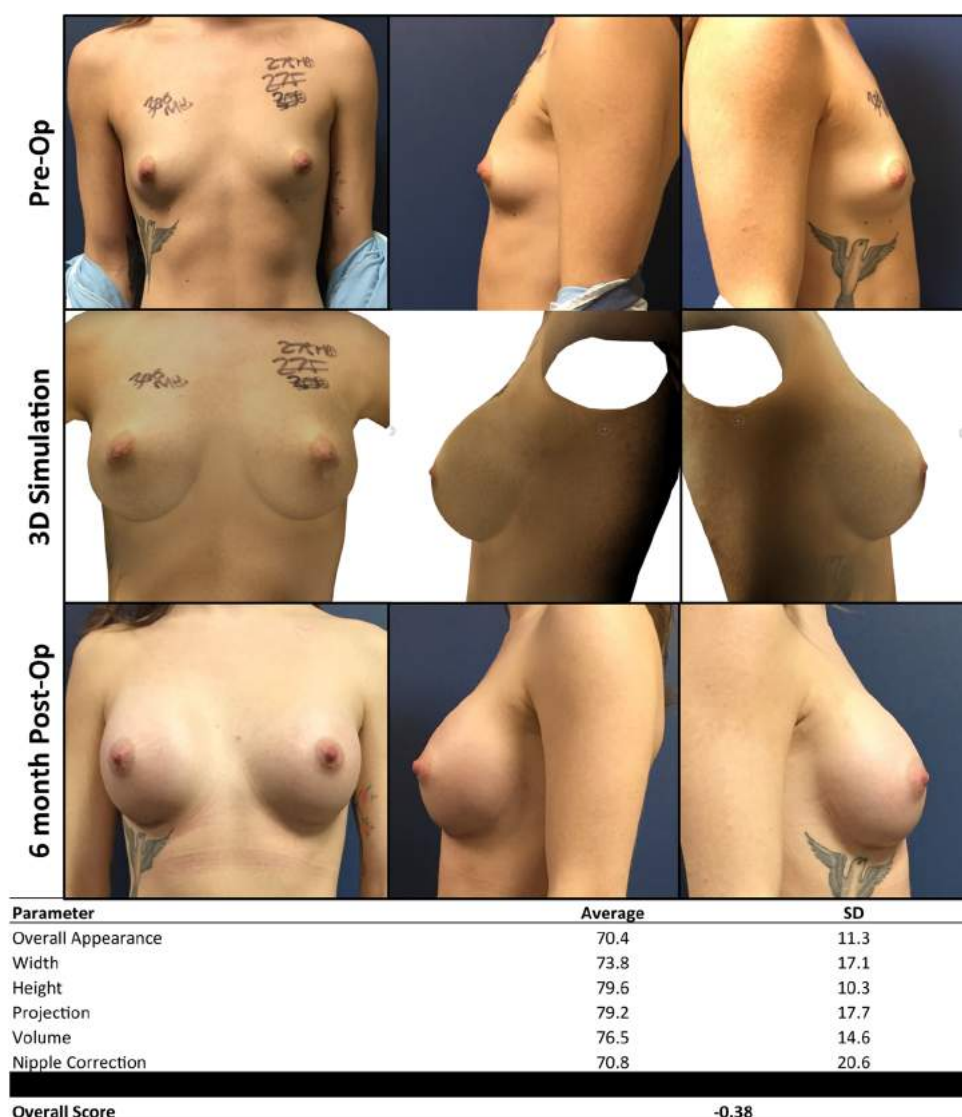 Pre-Op
3D Simulation
6 month Post-Op
Parameter Average SD
Overall Appearance 70.4 11.3
Width 73.8 17.1
Height 79.6 10.3
Projection 79.2 17.7
Volume 76.5 14.6
Nipple Correction 70.8 20.6
Overall Score -0.38